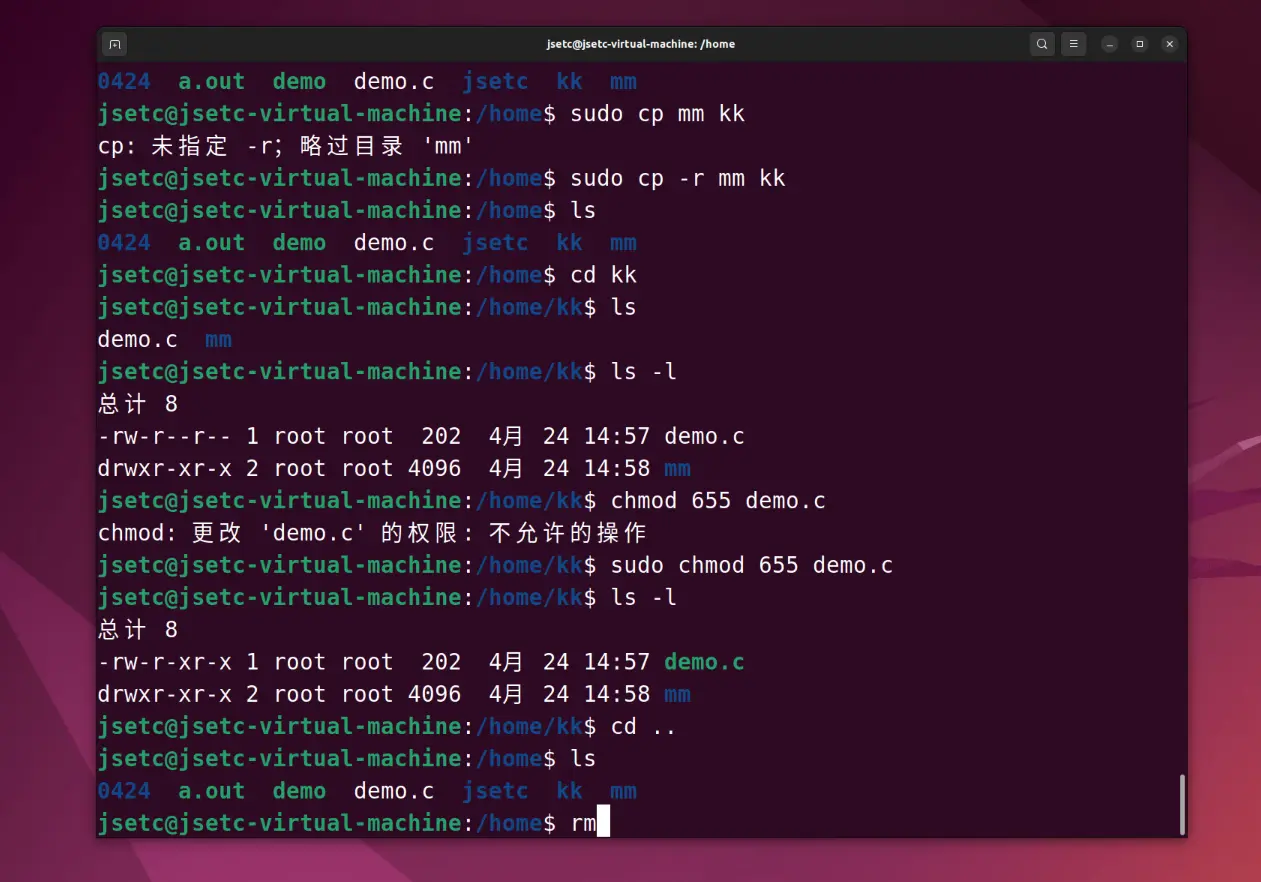 jsetc@jsetc-virtual-machine: /home
0424  a.out  demo  demo.c  jsetc  kk  mm
jsetc@jsetc-virtual-machine:/home$ sudo cp mm kk
cp: 未指定 -r；略过目录 'mm'
jsetc@jsetc-virtual-machine:/home$ sudo cp -r mm kk
jsetc@jsetc-virtual-machine:/home$ ls
0424  a.out  demo  demo.c  jsetc  kk  mm
jsetc@jsetc-virtual-machine:/home$ cd kk
jsetc@jsetc-virtual-machine:/home/kk$ ls
demo.c  mm
jsetc@jsetc-virtual-machine:/home/kk$ ls -l
总计 8
-rw-r--r-- 1 root root  202  4月 24 14:57 demo.c
drwxr-xr-x 2 root root 4096  4月 24 14:58 mm
jsetc@jsetc-virtual-machine:/home/kk$ chmod 655 demo.c
chmod: 更改 'demo.c' 的权限: 不允许的操作
jsetc@jsetc-virtual-machine:/home/kk$ sudo chmod 655 demo.c
jsetc@jsetc-virtual-machine:/home/kk$ ls -l
总计 8
-rw-r-xr-x 1 root root  202  4月 24 14:57 demo.c
drwxr-xr-x 2 root root 4096  4月 24 14:58 mm
jsetc@jsetc-virtual-machine:/home/kk$ cd ..
jsetc@jsetc-virtual-machine:/home$ ls
0424  a.out  demo  demo.c  jsetc  kk  mm
jsetc@jsetc-virtual-machine:/home$ rm